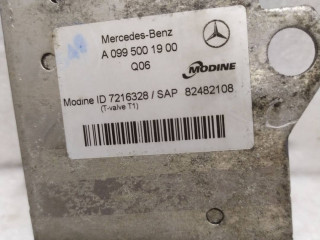 Mercedes-Benz
A 099 500 19 00
Q06
MODINE
Modine ID 7216328 / SAP 82482108
(T-valve T1)